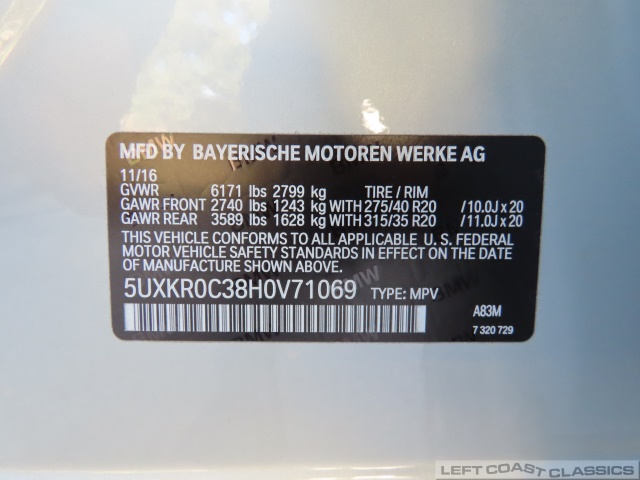 MFD BY BAYERISCHE MOTOREN WERKE AG
11/16
GVWR 6171 lbs 2799 kg TIRE / RIM
GAWR FRONT 2740 lbs 1243 kg WITH 275/40 R20 /10.0J x 20
GAWR REAR 3589 lbs 1628 kg WITH 315/35 R20 /11.0J x 20
THIS VEHICLE CONFORMS TO ALL APPLICABLE U. S. FEDERAL
MOTOR VEHICLE SAFETY STANDARDS IN EFFECT ON THE
DATE OF MANUFACTURE SHOWN ABOVE.
5UXKR0C38H0V71069 TYPE: MPV
A83M
7 320 729
LEFT COAST CLASSICS